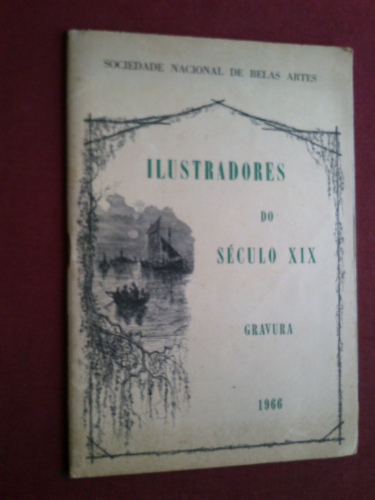 SOCIEDADE NACIONAL DE BELAS ARTES
ILUSTRADORES
DO
SÉCULO XIX
GRAVURA
1966